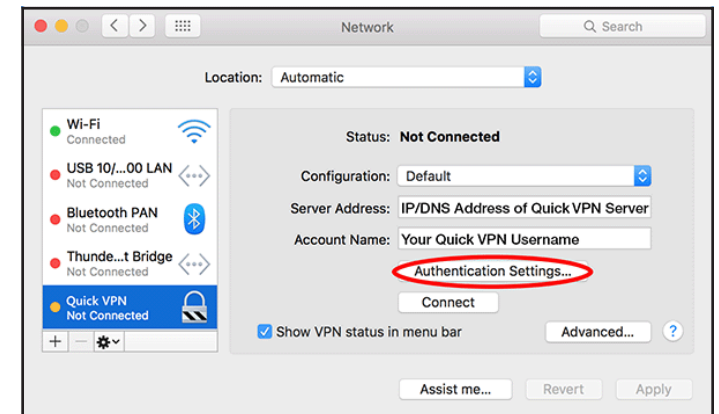 Network
Search
Location: Automatic
Wi-Fi
Connected
USB 10/...00 LAN
Not Connected
Bluetooth PAN
Not Connected
Thunde...t Bridge
Not Connected
Quick VPN
Not Connected
Status: Not Connected
Configuration: Default
Server Address: IP/DNS Address of Quick VPN Server
Account Name: Your Quick VPN Username
Authentication Settings...
Connect
Show VPN status in menu bar
Advanced...
?
Assist me...
Revert
Apply